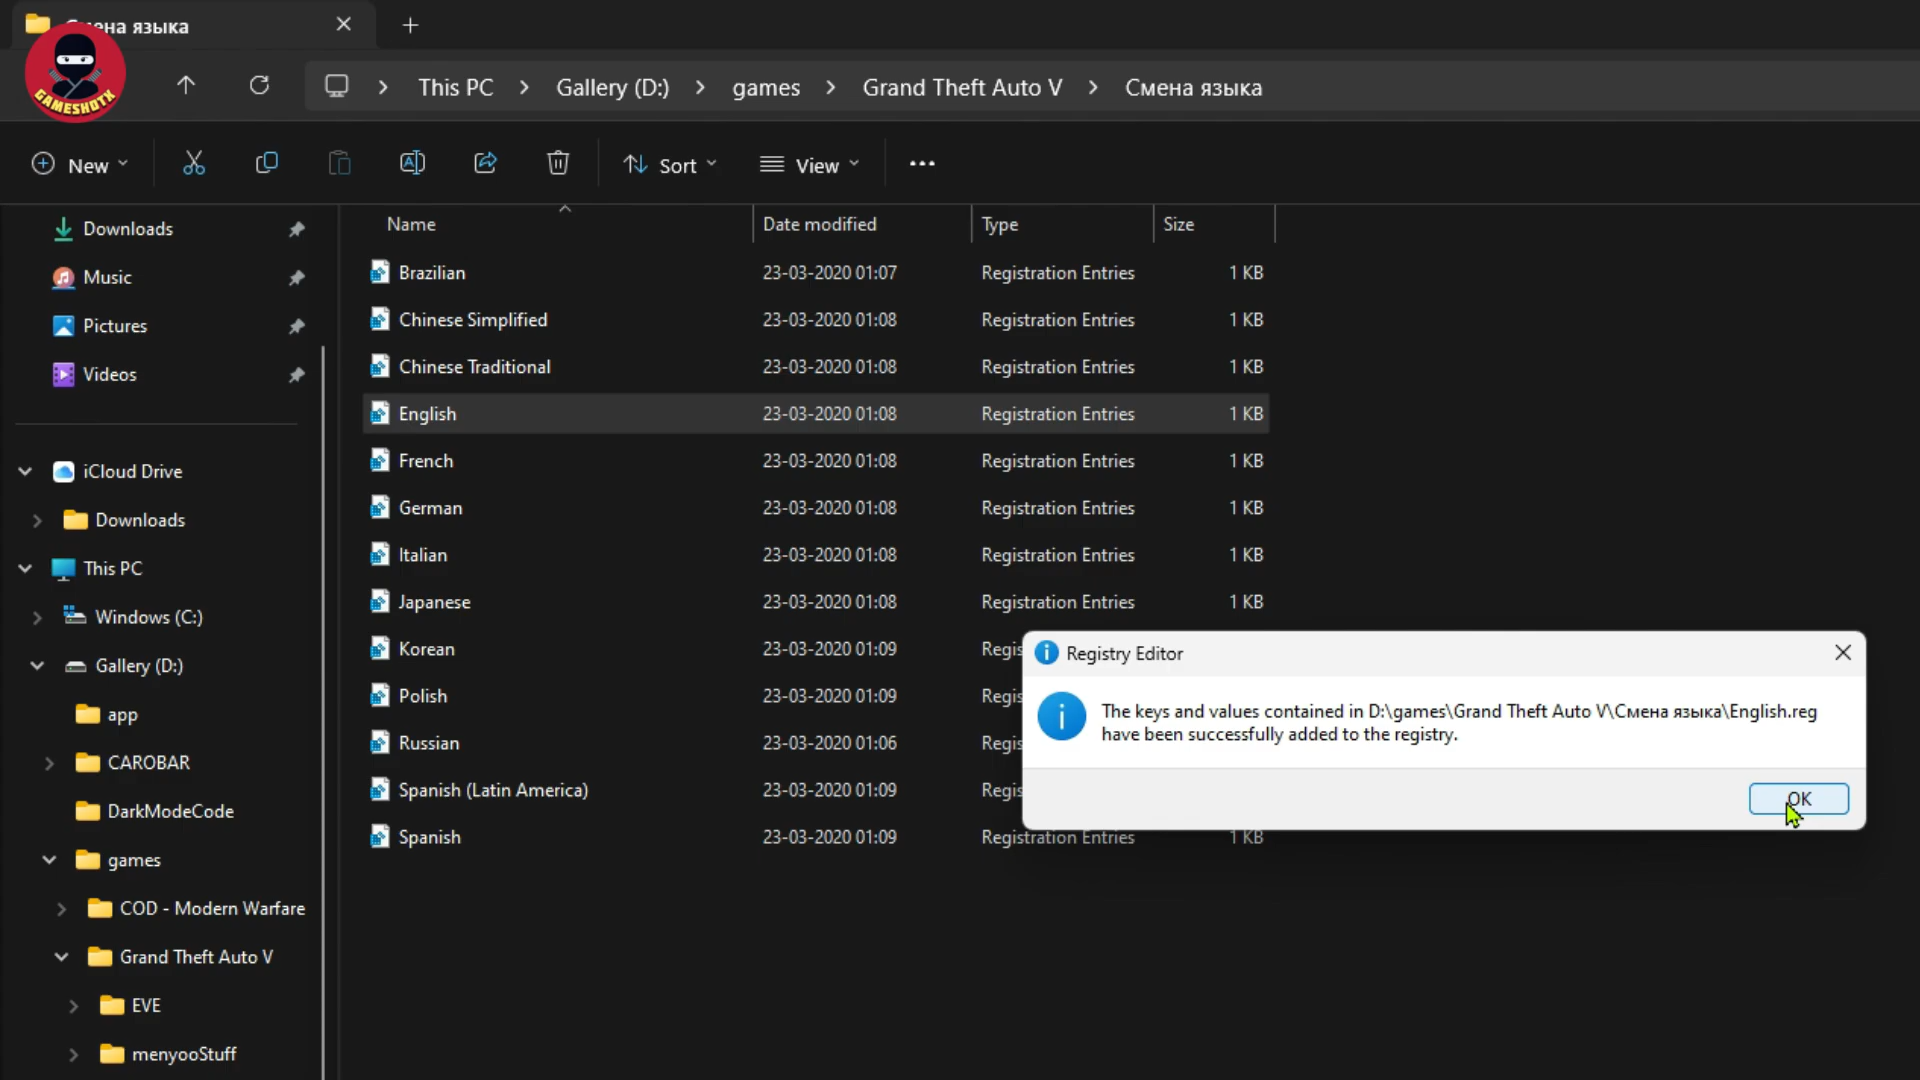 Смена языка
GAMESHOTX
This PC > Gallery (D:) > games > Grand Theft Auto V > Смена языка
New Sort View
Name Date modified Type Size
Downloads
Music
Pictures
Videos
iCloud Drive
Downloads
This PC
Windows (C:)
Gallery (D:)
app
CAROBAR
DarkModeCode
games
COD - Modern Warfare
Grand Theft Auto V
EVE
menyooStuff
Brazilian 23-03-2020 01:07 Registration Entries 1 KB
Chinese Simplified 23-03-2020 01:08 Registration Entries 1 KB
Chinese Traditional 23-03-2020 01:08 Registration Entries 1 KB
English 23-03-2020 01:08 Registration Entries 1 KB
French 23-03-2020 01:08 Registration Entries 1 KB
German 23-03-2020 01:08 Registration Entries 1 KB
Italian 23-03-2020 01:08 Registration Entries 1 KB
Japanese 23-03-2020 01:08 Registration Entries 1 KB
Korean 23-03-2020 01:09 Regis
Polish 23-03-2020 01:09 Regis
Russian 23-03-2020 01:06 Regis
Spanish (Latin America) 23-03-2020 01:09 Regis
Spanish 23-03-2020 01:09 Registration Entries 1 KB
Registry Editor
The keys and values contained in D:\games\Grand Theft Auto V\Смена языка\English.reg
have been successfully added to the registry.
OK